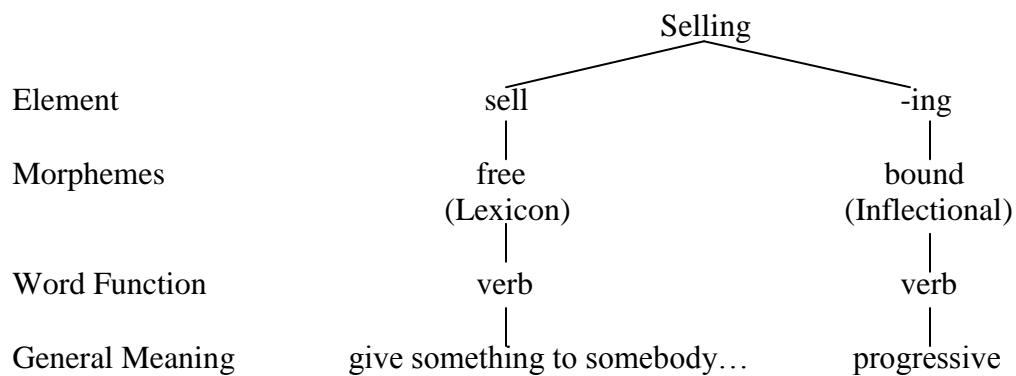 Selling
Element sell -ing
Morphemes free bound
(Lexicon) (Inflectional)
Word Function verb verb
General Meaning give something to somebody… progressive